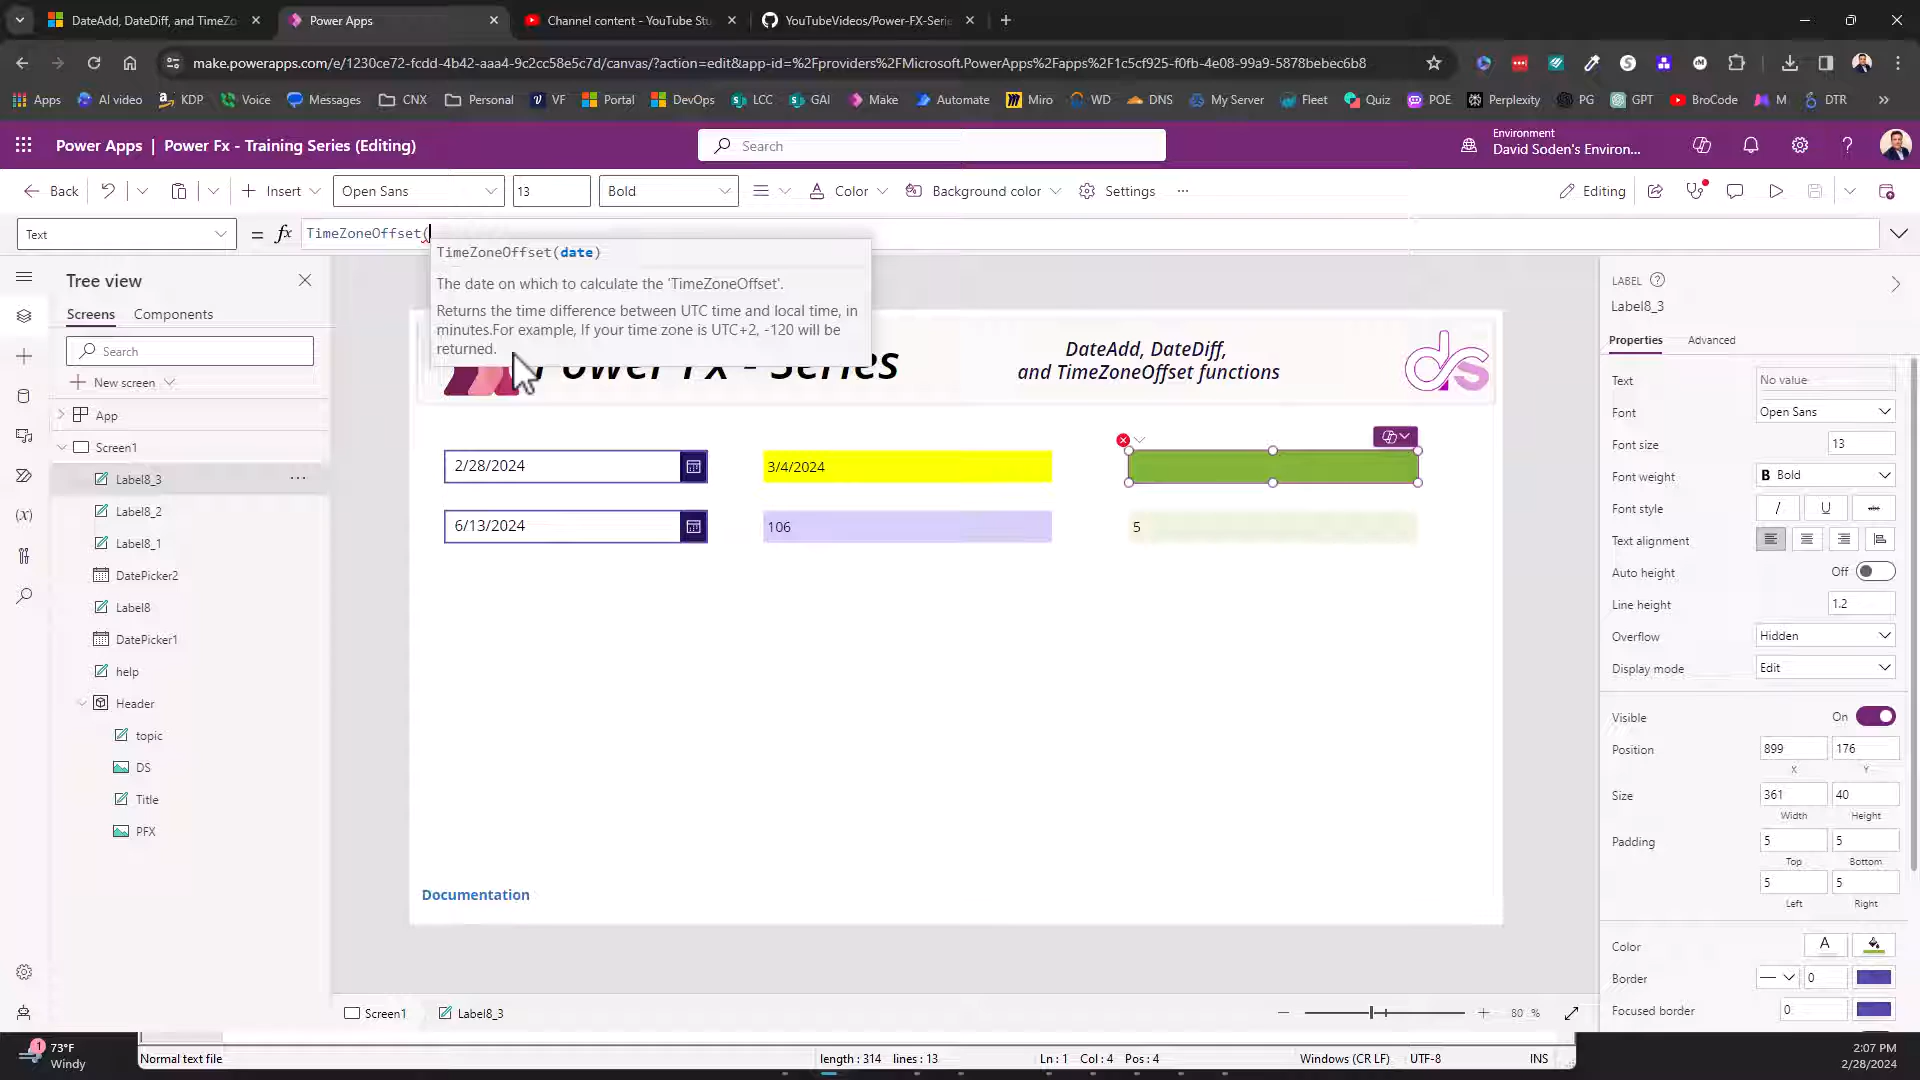 DateAdd, DateDiff, and TimeZo
Power Apps
Channel content - YouTube Stu
YouTubeVideos/Power-FX-Serie
make.powerapps.com/e/1230ce72-fcdd-4b42-aaa4-9c2cc58e5c7d/canvas/?action=edit&app-id=%2Fproviders%2FMicrosoft.PowerApps%2Fapps%2F1c5cf925-f0fb-4e08-99a9-5878bebec6b8
Apps
AI video
KDP
Voice
Messages
CNX
Personal
VF
Portal
DevOps
LCC
GAI
Make
Automate
Miro
WD
DNS
My Server
Fleet
Quiz
POE
Perplexity
PG
GPT
BroCode
M
DTR
Power Apps | Power Fx - Training Series (Editing)
Search
Environment
David Soden's Environ...
Back
Insert
Open Sans
13
Bold
Color
Background color
Settings
Editing
Text
= fx
TimeZoneOffset(
TimeZoneOffset(date)
The date on which to calculate the 'TimeZoneOffset'.
Returns the time difference between UTC time and local time, in
minutes.For example, If your time zone is UTC+2, -120 will be
returned.
Tree view
Screens
Components
Search
New screen
App
Screen1
Label8_3
Label8_2
Label8_1
DatePicker2
Label8
DatePicker1
help
Header
topic
DS
Title
PFX
Power Fx - Series
DateAdd, DateDiff,
and TimeZoneOffset functions
ds
2/28/2024
3/4/2024
6/13/2024
106
5
Documentation
LABEL
Label8_3
Properties
Advanced
Text
No value
Font
Open Sans
Font size
13
Font weight
B Bold
Font style
/ U
Text alignment
Auto height
Off
Line height
1.2
Overflow
Hidden
Display mode
Edit
Visible
On
Position
899
176
X
Y
Size
361
40
Width
Height
Padding
5
5
Top
Bottom
5
5
Left
Right
Color
A
Border
0
Focused border
0
Screen1
Label8_3
80 %
1
73°F
Windy
Normal text file
length : 314 lines : 13
Ln : 1 Col : 4 Pos : 4
Windows (CR LF)
UTF-8
INS
2:07 PM
2/28/2024